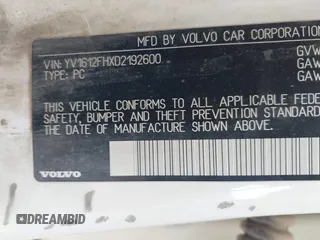 MFD BY VOLVO CAR CORPORATION
VIN: YV1612FHXD2192600
TYPE: PC
GVW
GAW
GAW
THIS VEHICLE CONFORMS TO ALL APPLICABLE FEDE
SAFETY, BUMPER AND THEFT PREVENTION STANDARD
THE DATE OF MANUFACTURE SHOWN ABOVE.
VOLVO
DREAMBID